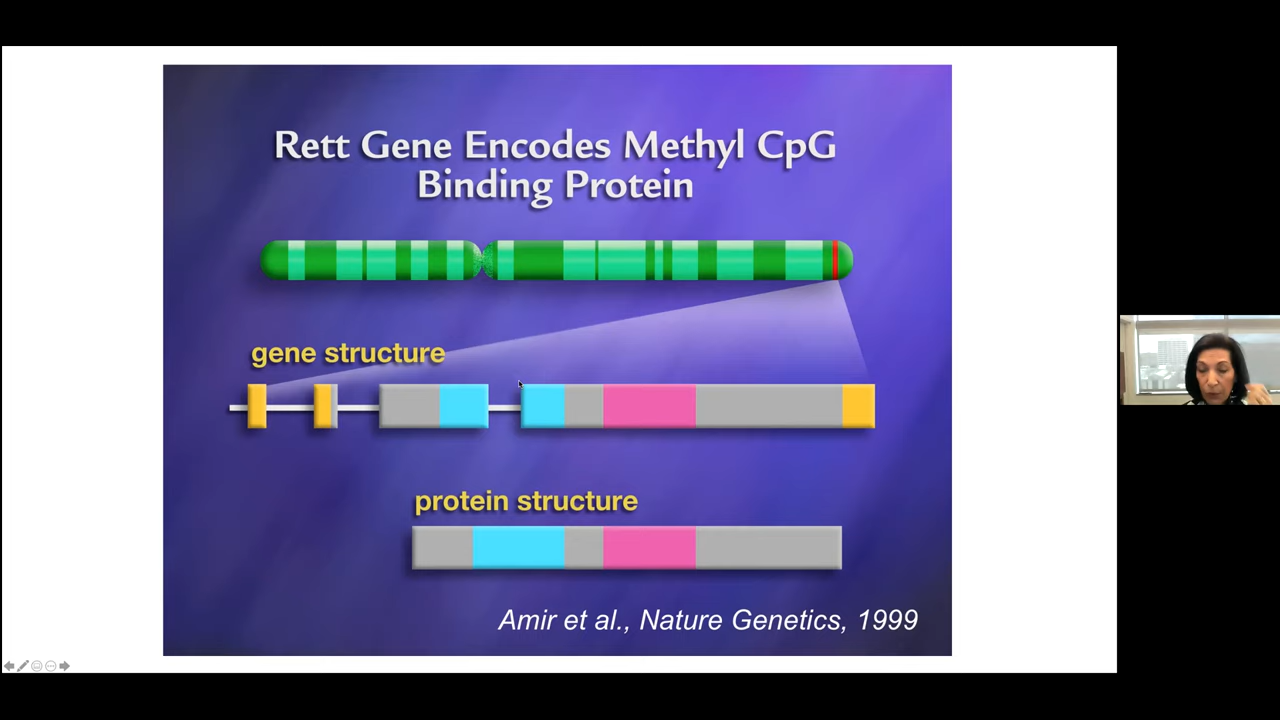 Rett Gene Encodes Methyl CpG
Binding Protein
gene structure
protein structure
Amir et al., Nature Genetics, 1999